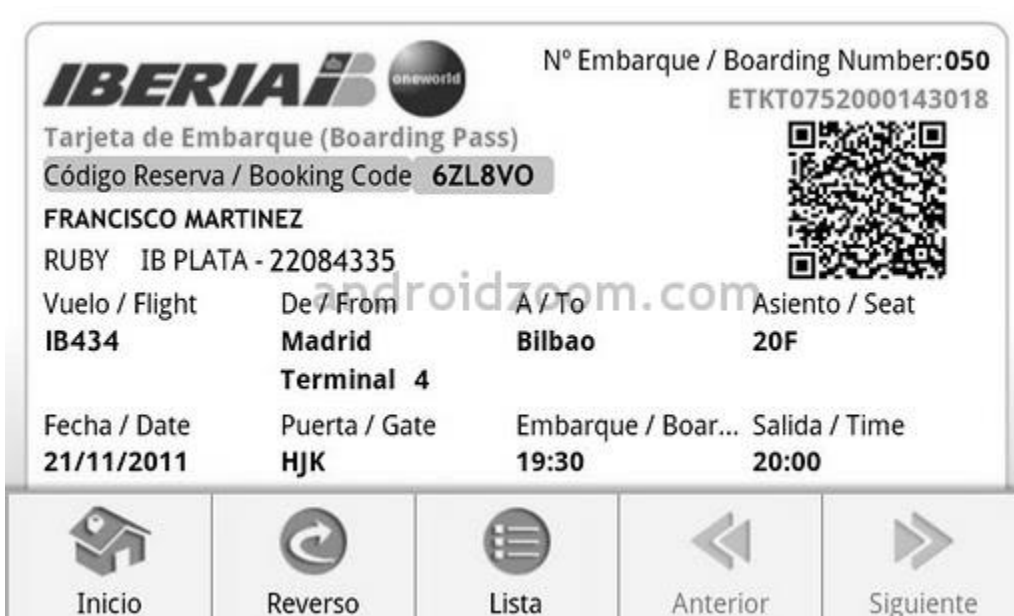 IBERIA IB oneworld
Nº Embarque / Boarding Number:050
ETKT0752000143018
Tarjeta de Embarque (Boarding Pass)
Código Reserva / Booking Code 6ZL8VO
FRANCISCO MARTINEZ
RUBY IB PLATA - 22084335
androidzoom.com
Vuelo / Flight De / From A / To Asiento / Seat
IB434 Madrid Bilbao 20F
Terminal 4
Fecha / Date Puerta / Gate Embarque / Boar... Salida / Time
21/11/2011 HJK 19:30 20:00
Inicio Reverso Lista Anterior Siguiente